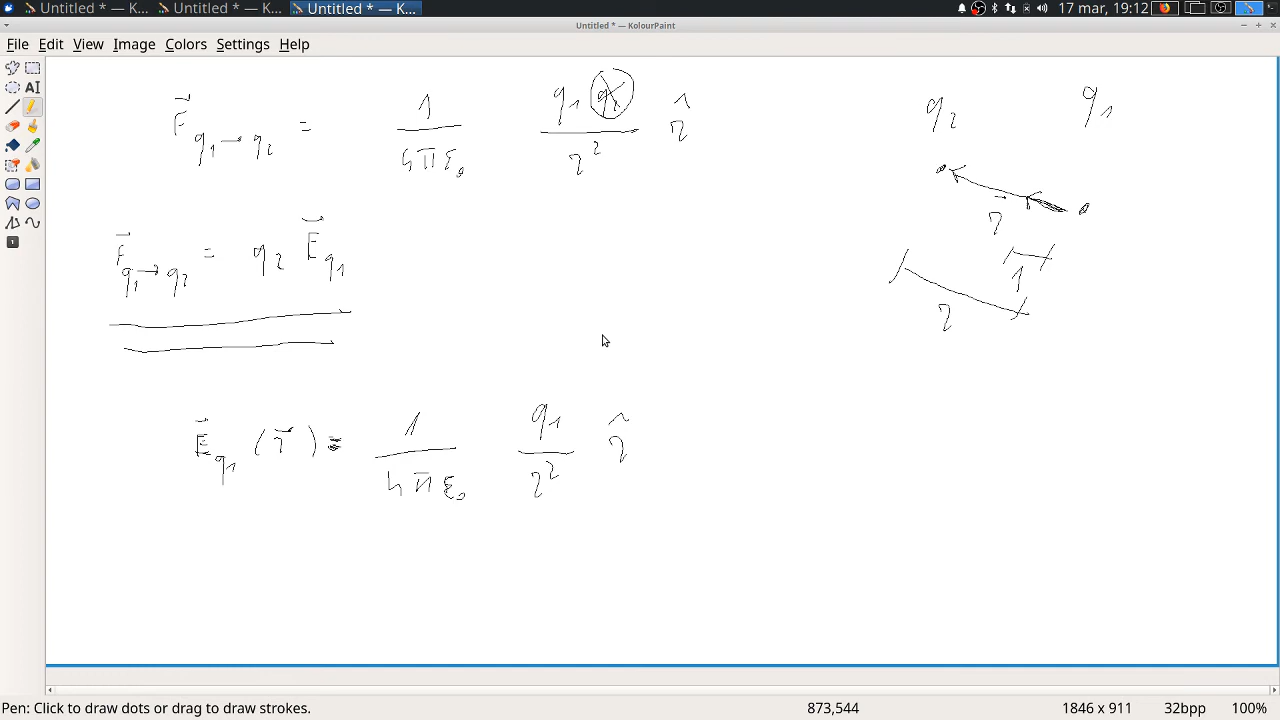 Untitled * — K... Untitled * — K... Untitled * — K... 17 mar, 19:12
Untitled * — KolourPaint
File Edit View Image Colors Settings Help
F⃗ q₁→q₂ = 1/(4πε₀) q₁ q₂/r² r̂
q₂ q₁
r⃗
F⃗ q₁→q₂ = q₂ E⃗ q₁
1
r
E⃗ q₁ (r⃗) = 1/(4πε₀) q₁/r² r̂
Pen: Click to draw dots or drag to draw strokes. 873,544 1846 x 911 32bpp 100%